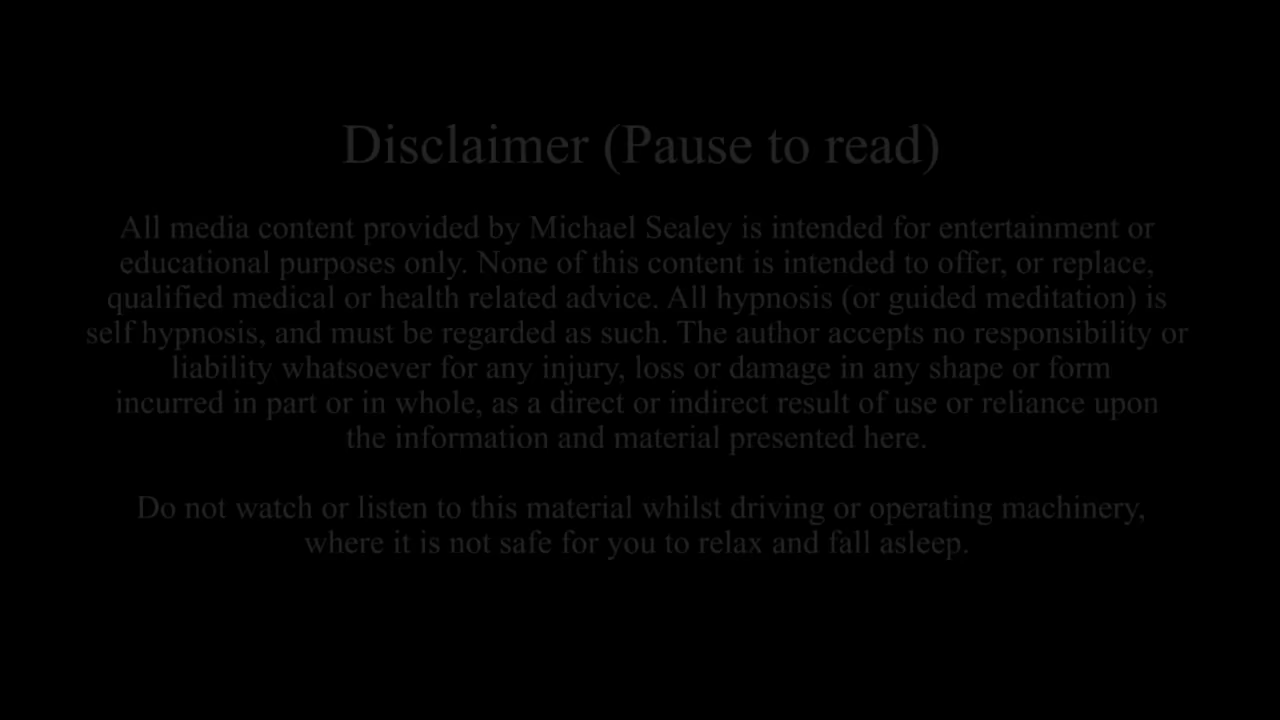 Disclaimer (Pause to read)
All media content provided by Michael Sealey is intended for entertainment or
educational purposes only. None of this content is intended to offer, or replace,
qualified medical or health related advice. All hypnosis (or guided meditation) is
self hypnosis, and must be regarded as such. The author accepts no responsibility or
liability whatsoever for any injury, loss or damage in any shape or form
incurred in part or in whole, as a direct or indirect result of use or reliance upon
the information and material presented here.
Do not watch or listen to this material whilst driving or operating machinery,
where it is not safe for you to relax and fall asleep.